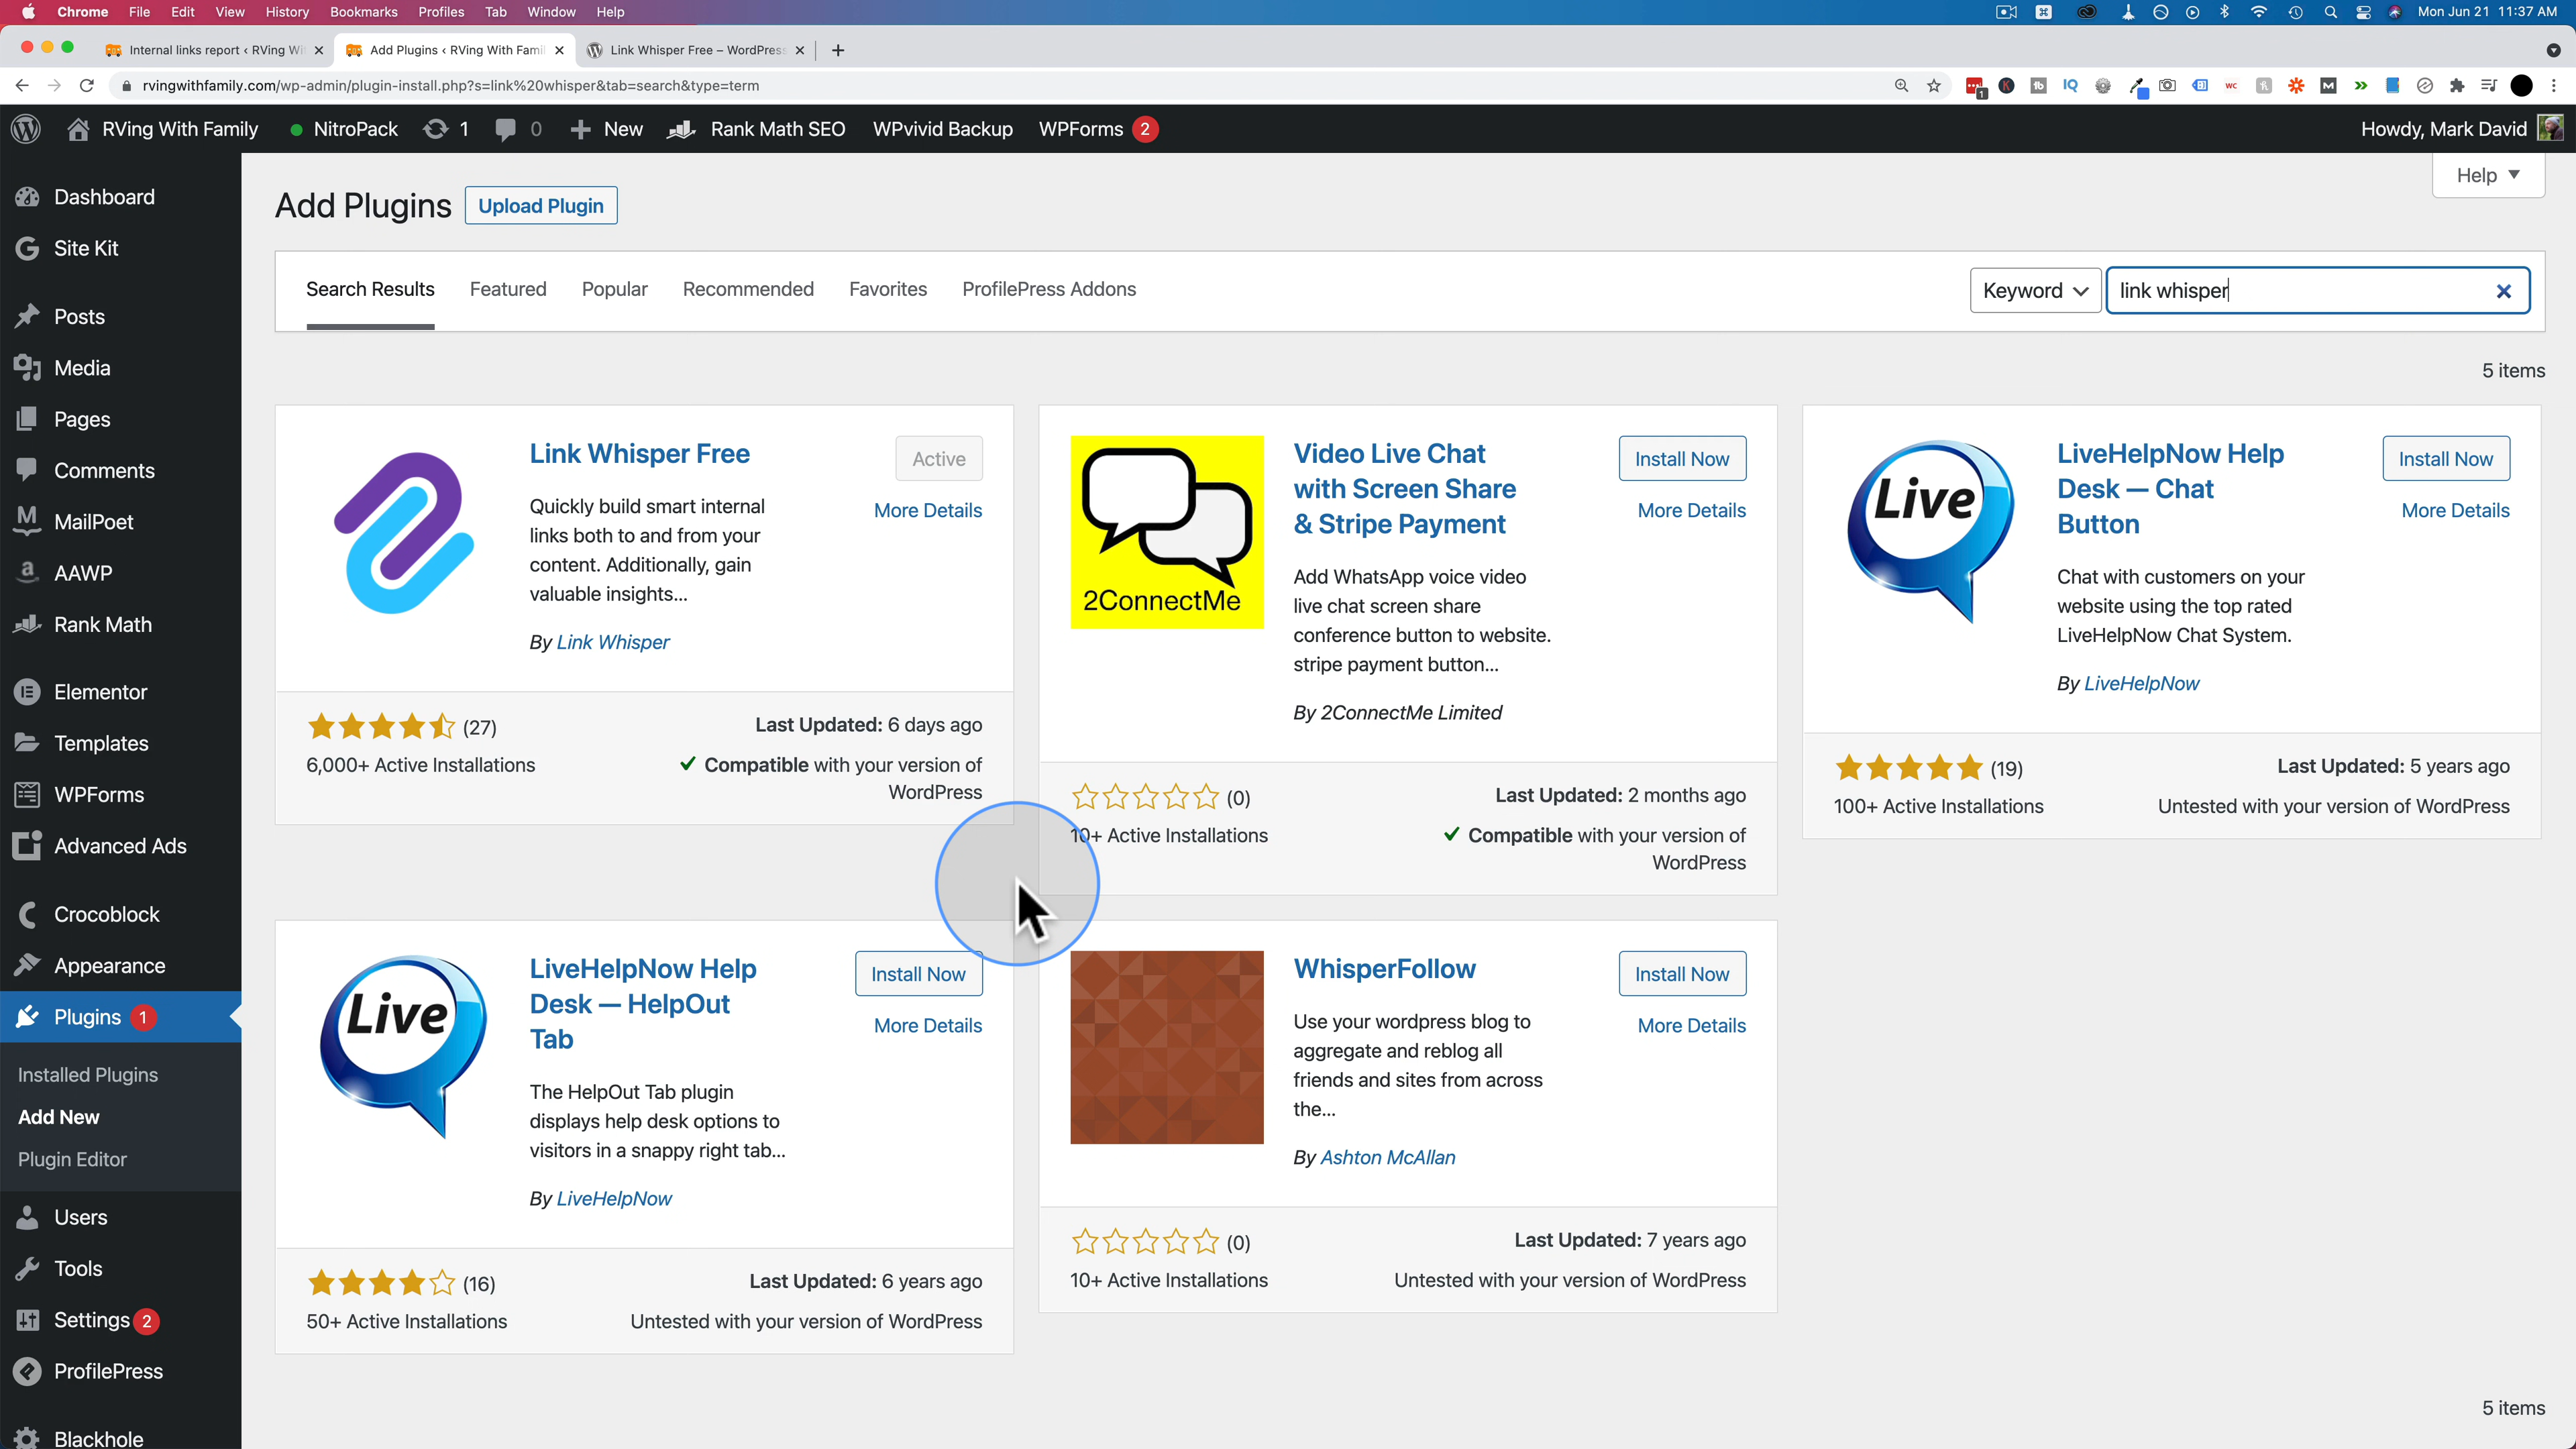 Chrome File Edit View History Bookmarks Profiles Tab Window Help Mon Jun 21 11:37 AM
Internal links report ‹ RVing Wi Add Plugins ‹ RVing With Famil Link Whisper Free – WordPress
rvingwithfamily.com/wp-admin/plugin-install.php?s=link%20whisper&tab=search&type=term
RVing With Family NitroPack 1 0 New Rank Math SEO WPvivid Backup WPForms 2 Howdy, Mark David
Dashboard
Site Kit
Posts
Media
Pages
Comments
MailPoet
AAWP
Rank Math
Elementor
Templates
WPForms
Advanced Ads
Crocoblock
Appearance
Plugins 1
Installed Plugins
Add New
Plugin Editor
Users
Tools
Settings 2
ProfilePress
Blackhole
Help
Add Plugins Upload Plugin
Search Results Featured Popular Recommended Favorites ProfilePress Addons Keyword link whisper
5 items
Link Whisper Free
Active
More Details
Quickly build smart internal
links both to and from your
content. Additionally, gain
valuable insights...
By Link Whisper
(27)
Last Updated: 6 days ago
6,000+ Active Installations
Compatible with your version of
WordPress
2ConnectMe
Video Live Chat
with Screen Share
& Stripe Payment
Install Now
More Details
Add WhatsApp voice video
live chat screen share
conference button to website.
stripe payment button...
By 2ConnectMe Limited
(0)
Last Updated: 2 months ago
10+ Active Installations
Compatible with your version of
WordPress
Live
LiveHelpNow Help
Desk — Chat
Button
Install Now
More Details
Chat with customers on your
website using the top rated
LiveHelpNow Chat System.
By LiveHelpNow
(19)
Last Updated: 5 years ago
100+ Active Installations
Untested with your version of WordPress
Live
LiveHelpNow Help
Desk — HelpOut
Tab
Install Now
More Details
The HelpOut Tab plugin
displays help desk options to
visitors in a snappy right tab...
By LiveHelpNow
(16)
Last Updated: 6 years ago
50+ Active Installations
Untested with your version of WordPress
WhisperFollow
Install Now
More Details
Use your wordpress blog to
aggregate and reblog all
friends and sites from across
the...
By Ashton McAllan
(0)
Last Updated: 7 years ago
10+ Active Installations
Untested with your version of WordPress
5 items